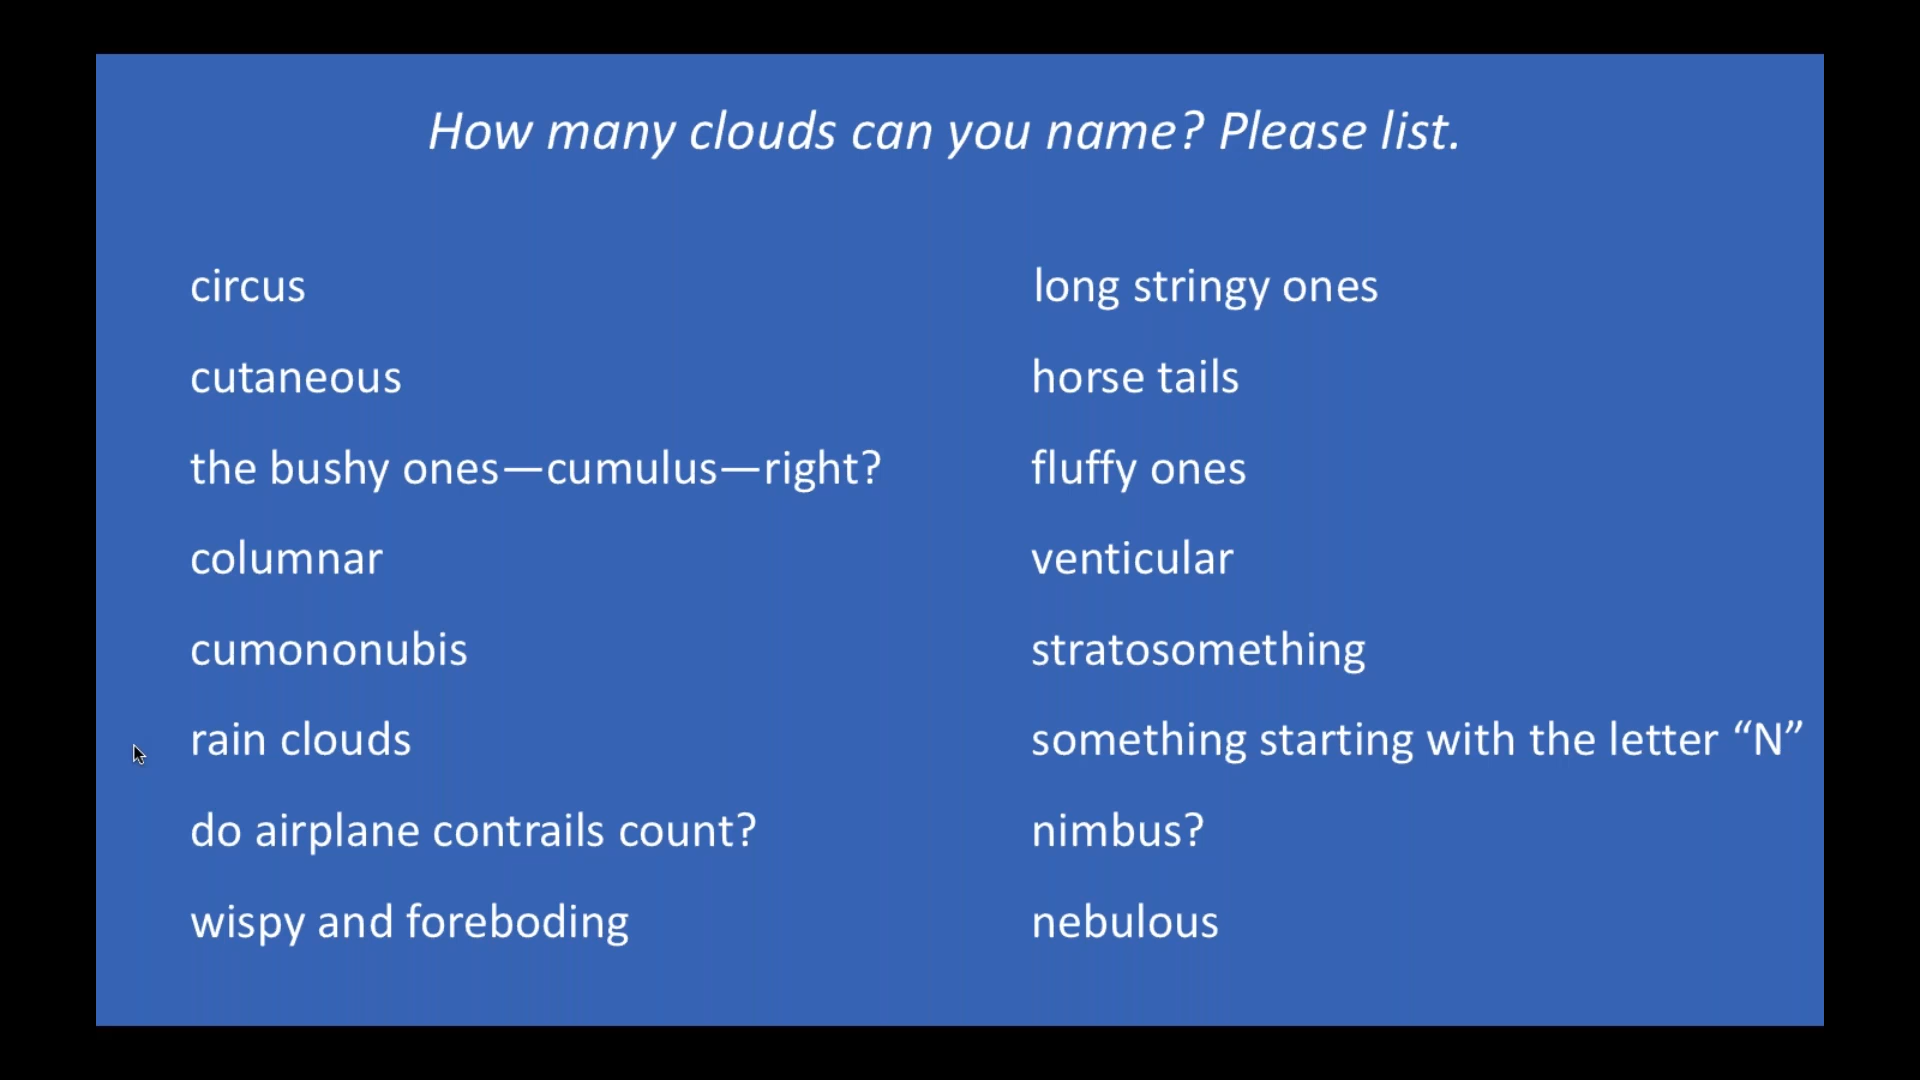 How many clouds can you name? Please list.
circus
cutaneous
the bushy ones—cumulus—right?
columnar
cumononubis
rain clouds
do airplane contrails count?
wispy and foreboding
long stringy ones
horse tails
fluffy ones
venticular
stratosomething
something starting with the letter “N”
nimbus?
nebulous